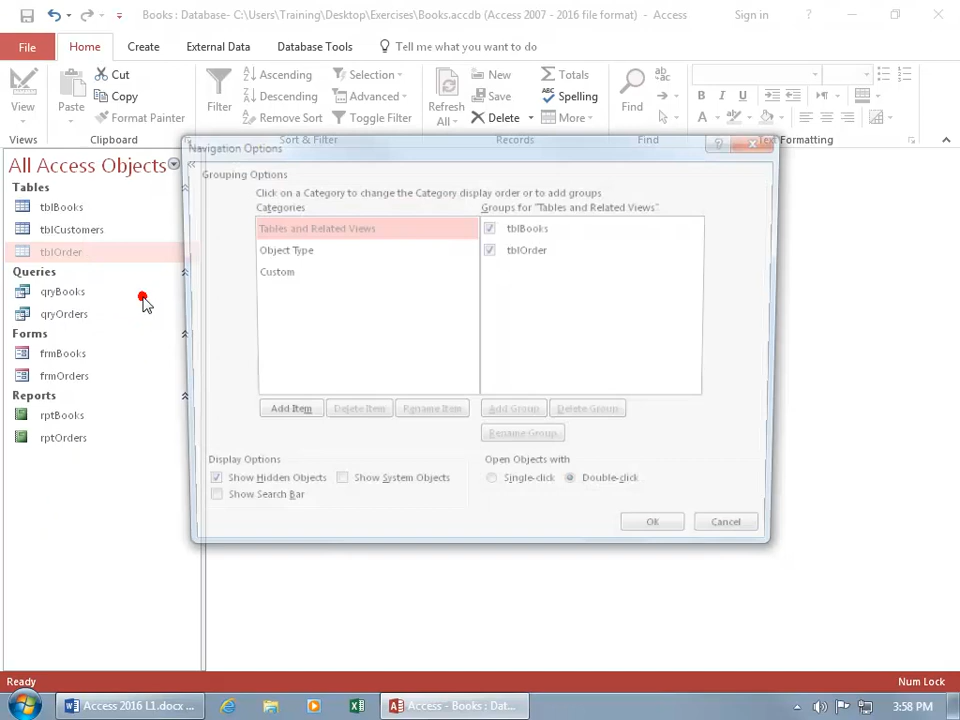 Books : Database- C:\Users\Training\Desktop\Exercises\Books.accdb (Access 2007 - 2016 file format) - Access
Sign in
?
File
Home
Create
External Data
Database Tools
Tell me what you want to do
View
Views
Paste
Cut
Copy
Format Painter
Clipboard
Filter
Ascending
Descending
Remove Sort
Selection
Advanced
Toggle Filter
Sort & Filter
Refresh All
New
Save
Delete
Totals
Spelling
More
Records
Find
Find
B I U
A
Text Formatting
All Access Objects
Tables
tblBooks
tblCustomers
tblOrder
Queries
qryBooks
qryOrders
Forms
frmBooks
frmOrders
Reports
rptBooks
rptOrders
Navigation Options
?
Grouping Options
Click on a Category to change the Category display order or to add groups
Categories
Groups for "Tables and Related Views".
Tables and Related Views
Object Type
Custom
tblBooks
tblOrder
Add Item
Delete Item
Rename Item
Add Group
Delete Group
Rename Group
Display Options
Show Hidden Objects
Show System Objects
Show Search Bar
Open Objects with
Single-click
Double-click
OK
Cancel
Ready
Num Lock
Access 2016 L1.docx ...
Access - Books : Dat...
3:58 PM